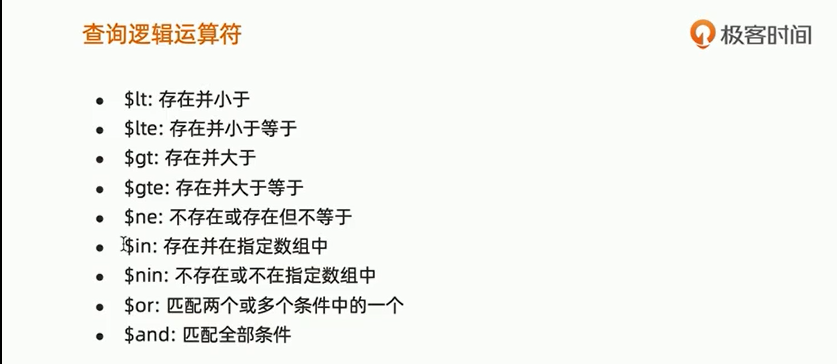 查询逻辑运算符
极客时间
● $lt: 存在并小于
● $lte: 存在并小于等于
● $gt: 存在并大于
● $gte: 存在并大于等于
● $ne: 不存在或存在但不等于
● $in: 存在并在指定数组中
● $nin: 不存在或不在指定数组中
● $or: 匹配两个或多个条件中的一个
● $and: 匹配全部条件